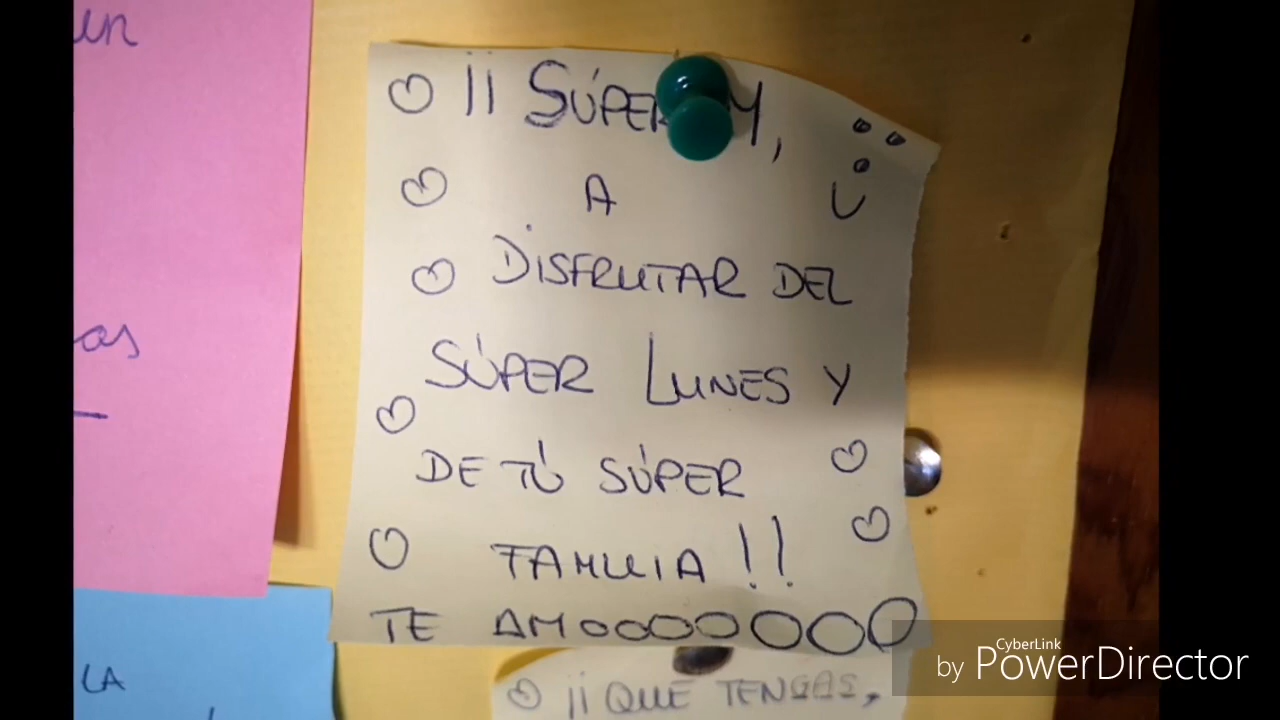 un
as
LA
¡¡ SÚPER
A
DISFRUTAR DEL
SÚPER LUNES Y
DE TÚ SÚPER
FAMILIA!!
TE AMOOOOOOOO
¡¡ QUE TENGAS,
CyberLink
by PowerDirector